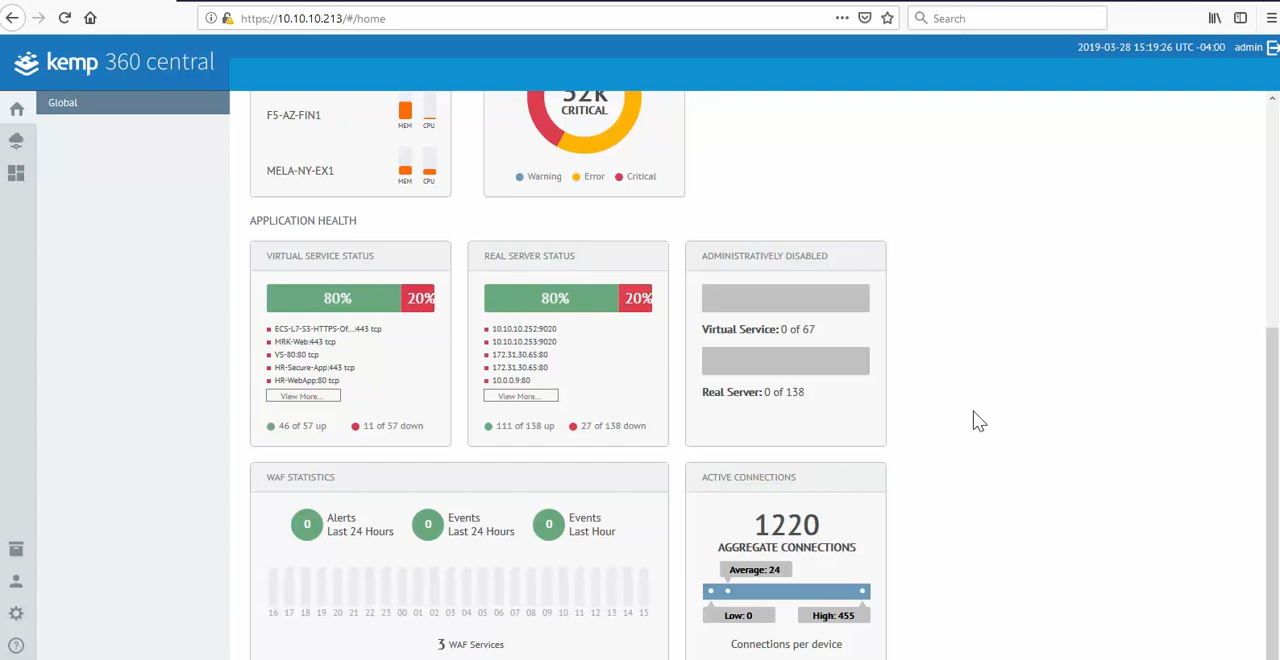 https://10.10.10.213/#/home
Search
kemp 360 central
2019-03-28 15:19:26 UTC -04:00 admin
Global
F5-AZ-FIN1
MEM CPU
MELA-NY-EX1
MEM CPU
52K
CRITICAL
Warning Error Critical
APPLICATION HEALTH
VIRTUAL SERVICE STATUS
80% 20%
ECS-L7-S3-HTTPS-Of...:443 tcp
MRK-Web:443 tcp
VS-80:80 tcp
HR-Secure-App:443 tcp
HR-WebApp:80 tcp
View More...
46 of 57 up 11 of 57 down
REAL SERVER STATUS
80% 20%
10.10.10.252:9020
10.10.10.253:9020
172.31.30.65:80
172.31.30.65:80
10.0.0.9:80
View More...
111 of 138 up 27 of 138 down
ADMINISTRATIVELY DISABLED
Virtual Service: 0 of 67
Real Server: 0 of 138
WAF STATISTICS
0 Alerts
Last 24 Hours
0 Events
Last 24 Hours
0 Events
Last Hour
16 17 18 19 20 21 22 23 00 01 02 03 04 05 06 07 08 09 10 11 12 13 14 15
3 WAF Services
ACTIVE CONNECTIONS
1220
AGGREGATE CONNECTIONS
Average: 24
Low: 0 High: 455
Connections per device